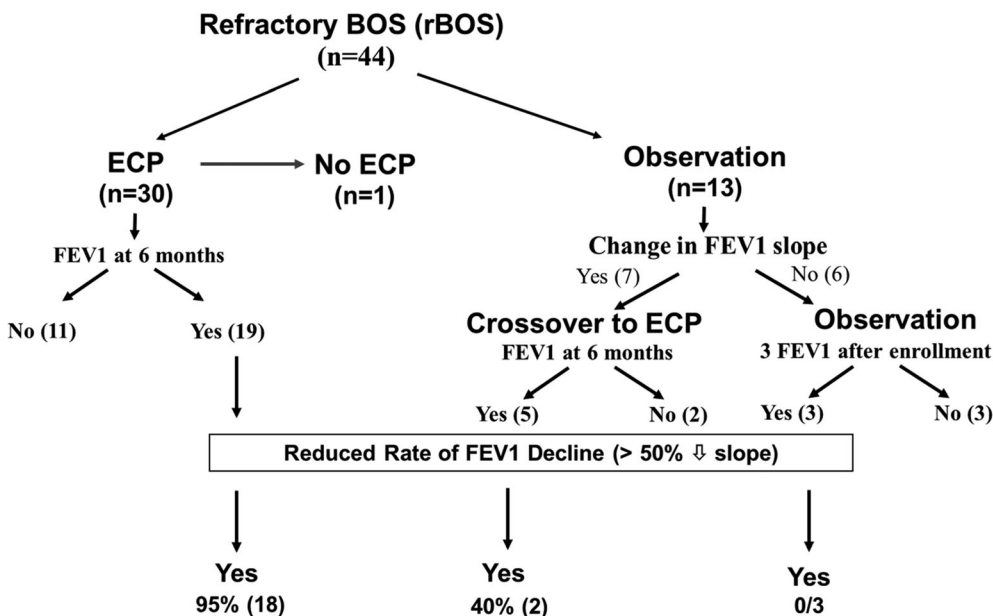 Refractory BOS (rBOS)
(n=44)
ECP
(n=30)
No ECP
(n=1)
Observation
(n=13)
FEV1 at 6 months
No (11)
Yes (19)
Change in FEV1 slope
Yes (7)
No (6)
Crossover to ECP
FEV1 at 6 months
Observation
3 FEV1 after enrollment
Yes (5)
No (2)
Yes (3)
No (3)
Reduced Rate of FEV1 Decline (> 50% ⇩ slope)
Yes
95% (18)
Yes
40% (2)
Yes
0/3